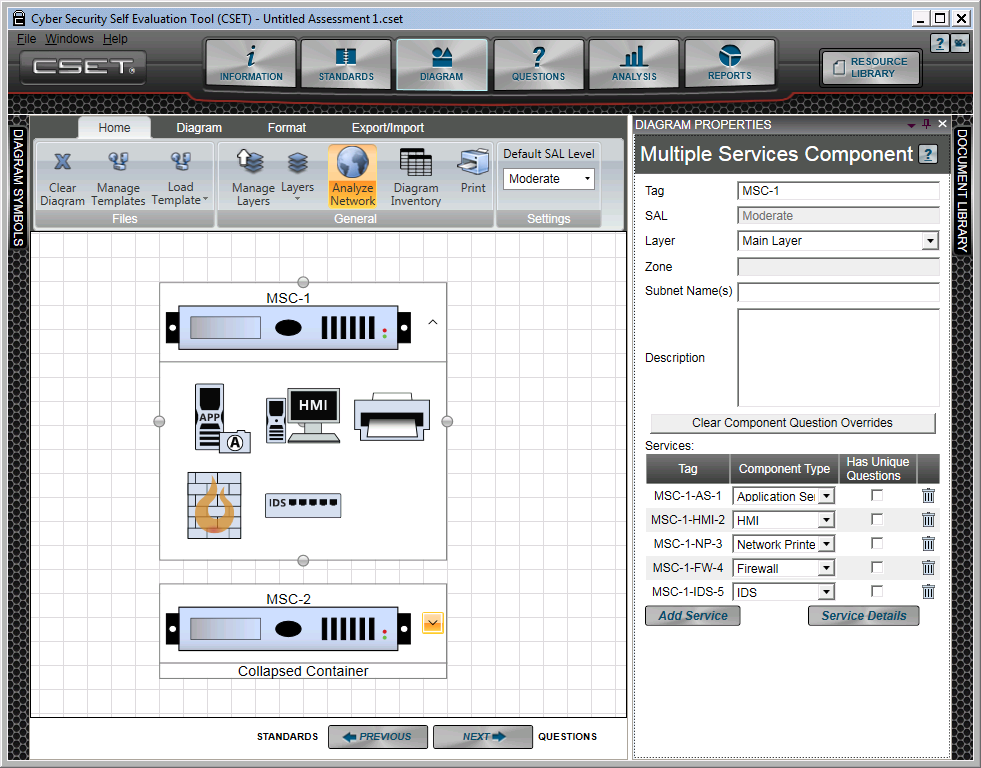 Cyber Security Self Evaluation Tool (CSET) - Untitled Assessment 1.cset
File Windows Help
CSET
INFORMATION
STANDARDS
DIAGRAM
QUESTIONS
ANALYSIS
REPORTS
RESOURCE
LIBRARY
DIAGRAM SYMBOLS
Home Diagram Format Export/Import
Clear
Diagram
Manage
Templates
Load
Template
Files
Manage
Layers
Layers
Analyze
Network
Diagram
Inventory
Print
General
Default SAL Level
Moderate
Settings
MSC-1
APP
A
HMI
IDS
MSC-2
Collapsed Container
STANDARDS
PREVIOUS
NEXT
QUESTIONS
DIAGRAM PROPERTIES
Multiple Services Component ?
Tag MSC-1
SAL Moderate
Layer Main Layer
Zone
Subnet Name(s)
Description
Clear Component Question Overrides
Services:
Tag Component Type Has Unique
Questions
MSC-1-AS-1 Application Ser
MSC-1-HMI-2 HMI
MSC-1-NP-3 Network Printe
MSC-1-FW-4 Firewall
MSC-1-IDS-5 IDS
Add Service Service Details
DOCUMENT LIBRARY